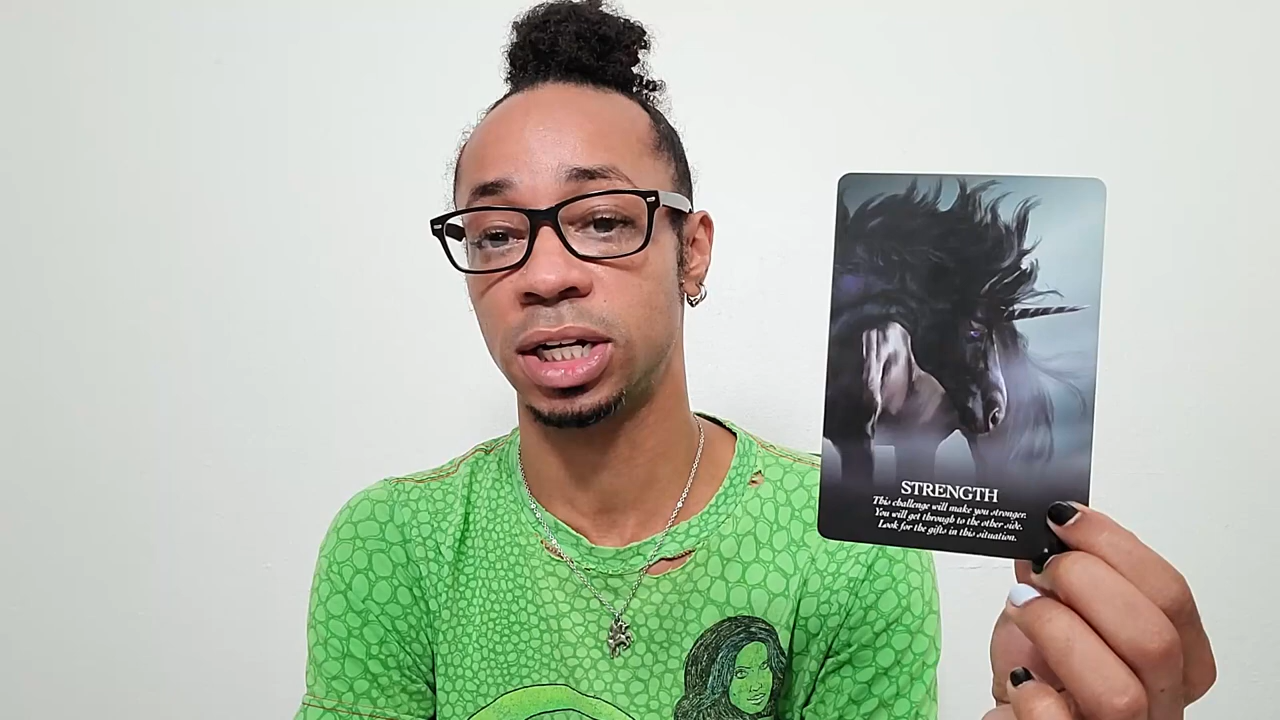 STRENGTH
This challenge will make you stronger.
You will get through to the other side.
Look for the gifts in this situation.